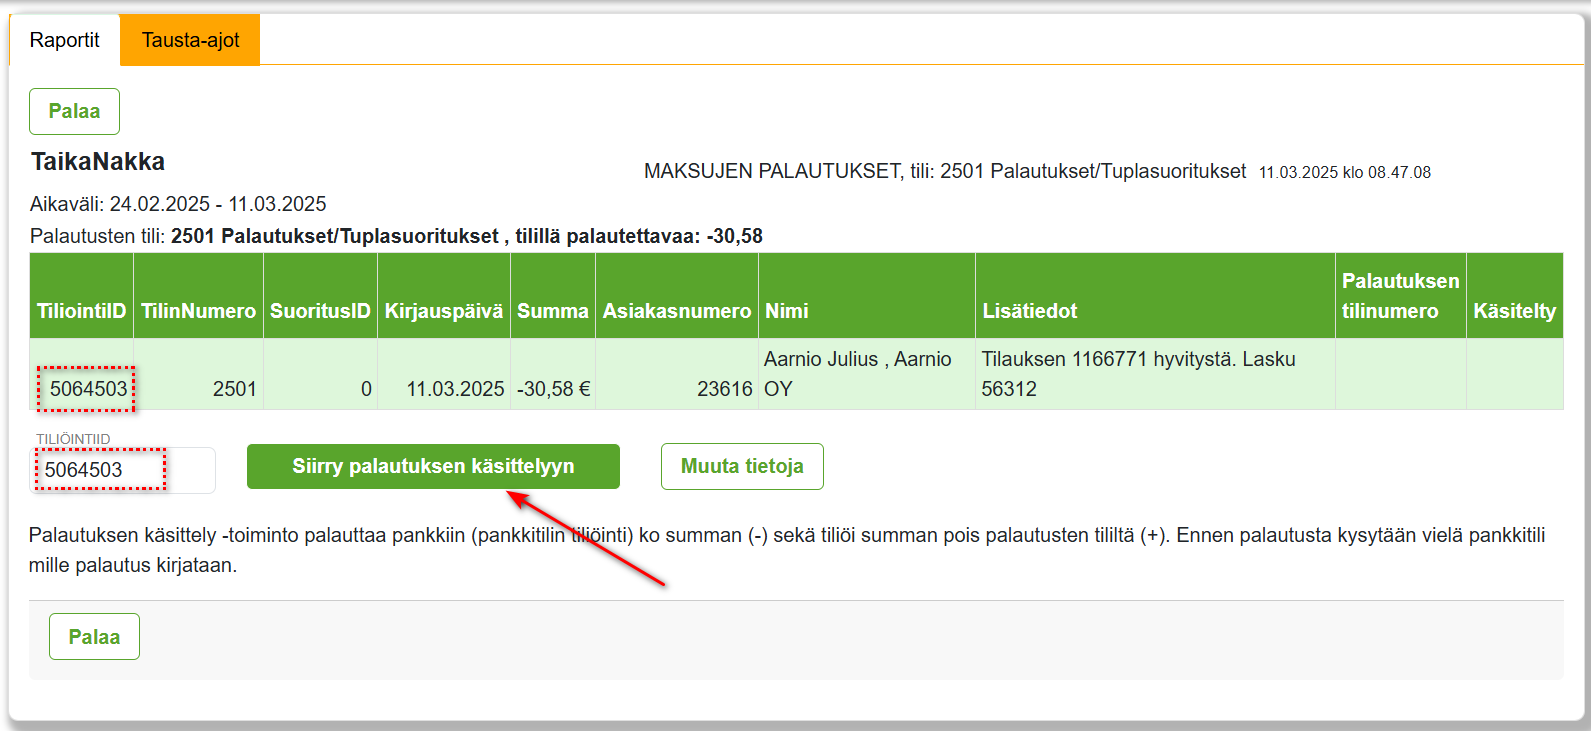 Raportit Tausta-ajot
Palaa
TaikaNakka
MAKSUJEN PALAUTUKSET, tili: 2501 Palautukset/Tuplasuoritukset 11.03.2025 klo 08.47.08
Aikaväli: 24.02.2025 - 11.03.2025
Palautusten tili: 2501 Palautukset/Tuplasuoritukset , tilillä palautettavaa: -30,58
TiliointiID TilinNumero SuoritusID Kirjauspäivä Summa Asiakasnumero Nimi Lisätiedot Palautuksen tilinumero Käsitelty
5064503 2501 0 11.03.2025 -30,58 € 23616 Aarnio Julius , Aarnio OY Tilauksen 1166771 hyvitystä. Lasku 56312
TILIÖINTIID
5064503 Siirry palautuksen käsittelyyn Muuta tietoja
Palautuksen käsittely -toiminto palauttaa pankkiin (pankkitilin tiliöinti) ko summan (-) sekä tiliöi summan pois palautusten tililtä (+). Ennen palautusta kysytään vielä pankkitili
mille palautus kirjataan.
Palaa